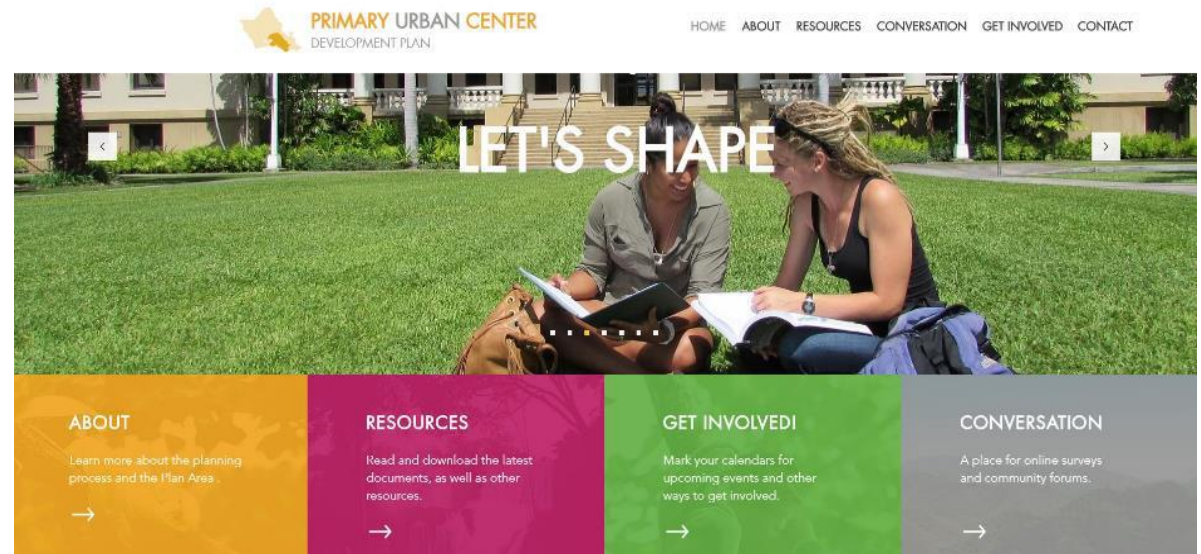 PRIMARY URBAN CENTER
DEVELOPMENT PLAN
HOME ABOUT RESOURCES CONVERSATION GET INVOLVED CONTACT
LET'S SHAPE
ABOUT
Learn more about the planning
process and the Plan Area .
RESOURCES
Read and download the latest
documents, as well as other
resources.
GET INVOLVED!
Mark your calendars for
upcoming events and other
ways to get involved.
CONVERSATION
A place for online surveys
and community forums.